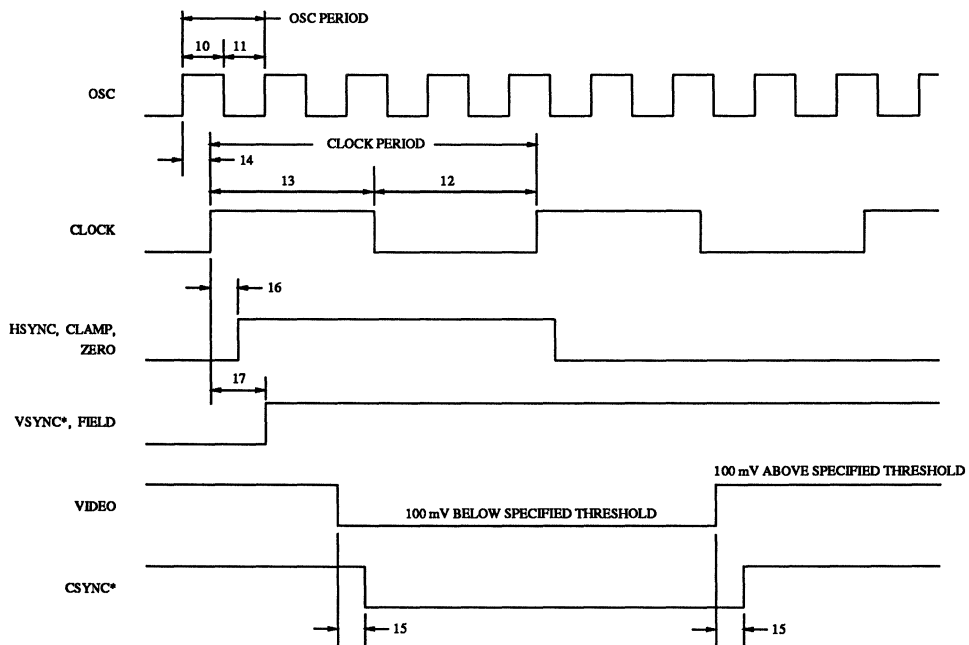 OSC PERIOD
10 11
OSC
CLOCK PERIOD
14
13 12
CLOCK
16
HSYNC, CLAMP,
ZERO
17
VSYNC*, FIELD
100 mV ABOVE SPECIFIED THRESHOLD
VIDEO
100 mV BELOW SPECIFIED THRESHOLD
CSYNC*
15 15